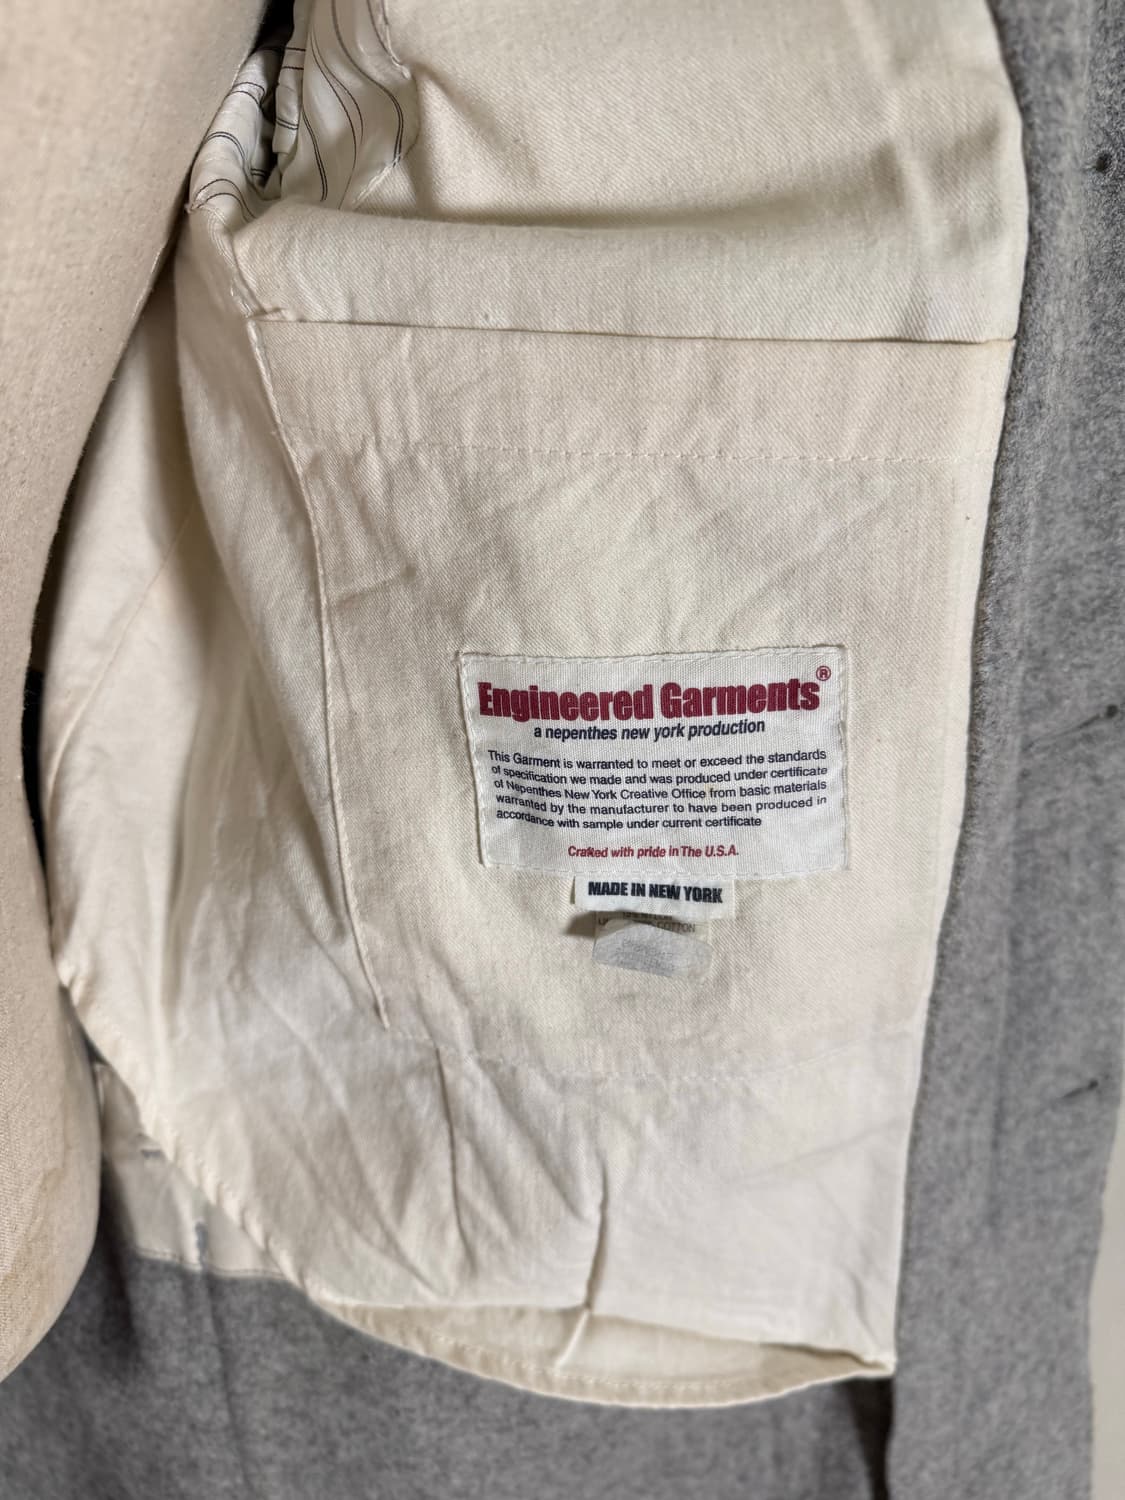 Engineered Garments®
a nepenthes new york production
This Garment is warranted to meet or exceed the standards
of specification we made and was produced under certificate
of Nepenthes New York Creative Office from basic materials
warranted by the manufacturer to have been produced in
accordance with sample under current certificate
Crafted with pride in The U.S.A.
MADE IN NEW YORK
COTTON